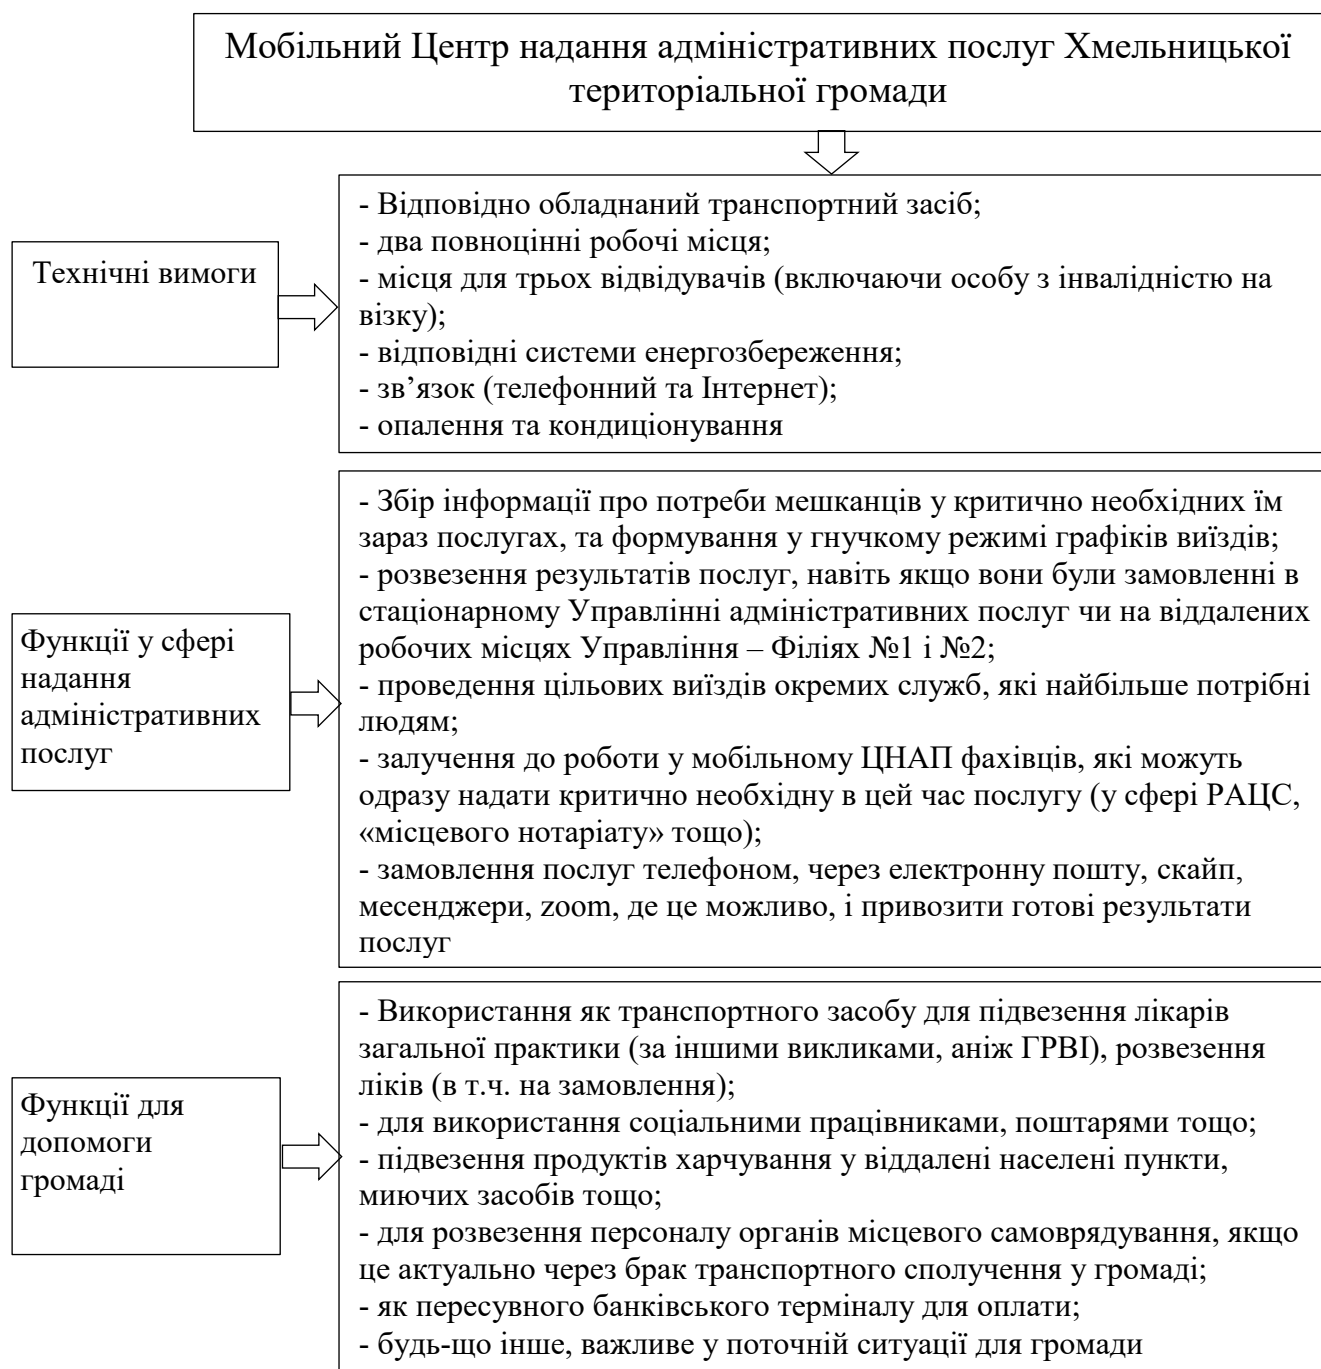 Мобільний Центр надання адміністративних послуг Хмельницької
територіальної громади
Технічні вимоги
- Відповідно обладнаний транспортний засіб;
- два повноцінні робочі місця;
- місця для трьох відвідувачів (включаючи особу з інвалідністю на
візку);
- відповідні системи енергозбереження;
- зв’язок (телефонний та Інтернет);
- опалення та кондиціонування
Функції у сфері
надання
адміністративних
послуг
- Збір інформації про потреби мешканців у критично необхідних їм
зараз послугах, та формування у гнучкому режимі графіків виїздів;
- розвезення результатів послуг, навіть якщо вони були замовленні в
стаціонарному Управлінні адміністративних послуг чи на віддалених
робочих місцях Управління – Філіях №1 і №2;
- проведення цільових виїздів окремих служб, які найбільше потрібні
людям;
- залучення до роботи у мобільному ЦНАП фахівців, які можуть
одразу надати критично необхідну в цей час послугу (у сфері РАЦС,
«місцевого нотаріату» тощо);
- замовлення послуг телефоном, через електронну пошту, скайп,
месенджери, zoom, де це можливо, і привозити готові результати
послуг
Функції для
допомоги
громаді
- Використання як транспортного засобу для підвезення лікарів
загальної практики (за іншими викликами, аніж ГРВІ), розвезення
ліків (в т.ч. на замовлення);
- для використання соціальними працівниками, поштарями тощо;
- підвезення продуктів харчування у віддалені населені пункти,
миючих засобів тощо;
- для розвезення персоналу органів місцевого самоврядування, якщо
це актуально через брак транспортного сполучення у громаді;
- як пересувного банківського терміналу для оплати;
- будь-що інше, важливе у поточній ситуації для громади